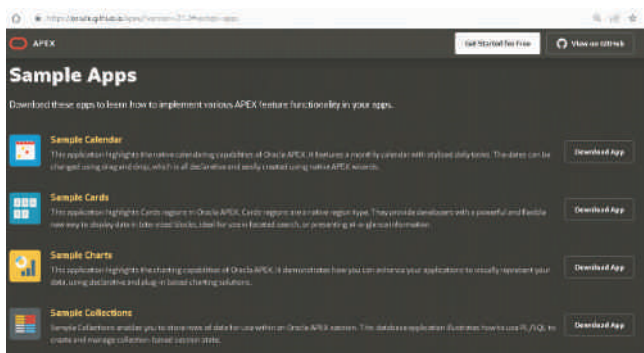 https://oracle.github.io/apex/
APEX
Get Started for Free
View on GitHub
Sample Apps
Download these apps to learn how to implement various APEX feature functionality in your apps.
Sample Calendar
This application highlights the native calendaring capabilities of Oracle APEX. It features a monthly calendar with stylized daily tasks. The dates can be
changed using drag and drop, which is all declarative and easily created using native APEX wizards.
Download App
Sample Cards
This application highlights Cards regions in Oracle APEX. Cards regions are a native region type. They provide developers with a powerful and flexible
new way to display data in bite-sized blocks, ideal for use in faceted search, or presenting at-a-glance information.
Download App
Sample Charts
This application highlights the charting capabilities of Oracle APEX. It demonstrates how you can enhance your applications to visually represent your
data, using declarative and plug-in based charting solutions.
Download App
Sample Collections
Sample Collections enables you to store rows of data for use within an Oracle APEX session. This database application illustrates how to use PL/SQL to
create and manage collection based session state.
Download App